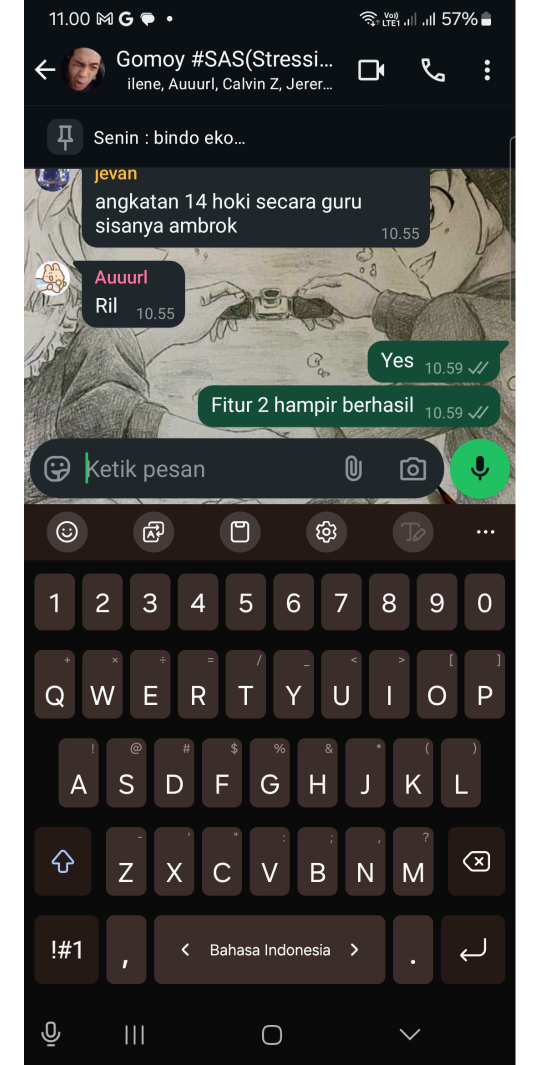 11.00 M G 57%
Vo)) LTE1
Gomoy #SAS(Stressi...
ilene, Auuurl, Calvin Z, Jerer...
Senin : bindo eko...
jevan
angkatan 14 hoki secara guru
sisanya ambrok 10.55
Auuurl
Ril 10.55
Yes 10.59
Fitur 2 hampir berhasil 10.59
Ketik pesan
1 2 3 4 5 6 7 8 9 0
+ × ÷ = / _ < > [ ]
Q W E R T Y U I O P
! @ # $ % & * ( )
A S D F G H J K L
- ' " : ; , ?
Z X C V B N M
!#1 , < Bahasa Indonesia > .